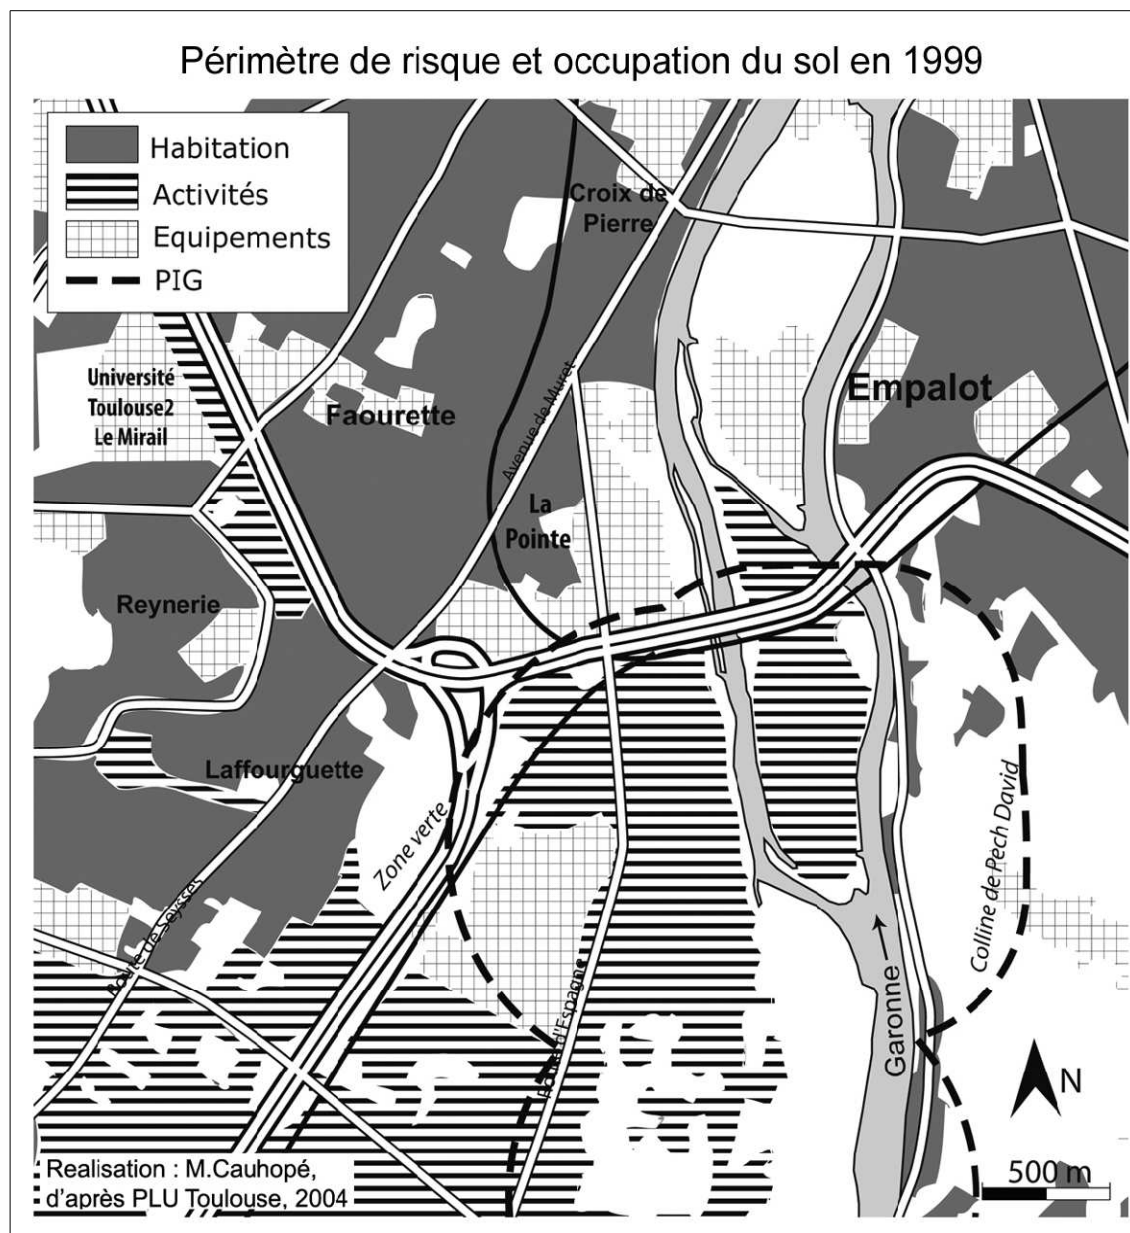 Périmètre de risque et occupation du sol en 1999
Habitation
Activités
Equipements
PIG
Croix de
Pierre
Université
Toulouse2
Le Mirail
Faourette
Avenue de Muret
Empalot
La
Pointe
Reynerie
Laffourguette
Zone verte
Colline de Pech David
Route de Seysses
Route d'Espagne
Garonne
N
500 m
Realisation : M.Cauhopé,
d'après PLU Toulouse, 2004